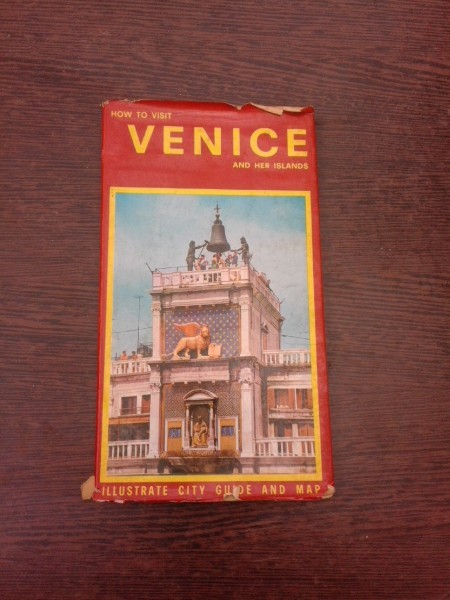 HOW TO VISIT
VENICE
AND HER ISLANDS
ILLUSTRATE CITY GUIDE AND MAP